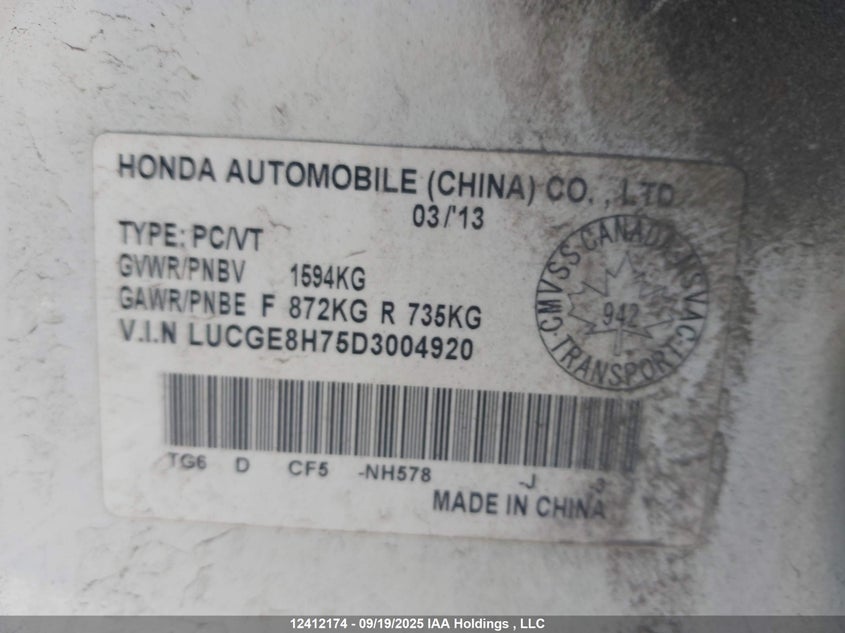 HONDA AUTOMOBILE (CHINA) CO., LTD
03/'13
TYPE: PC/VT
GVWR/PNBV 1594KG
GAWR/PNBE F 872KG R 735KG
V.I.N LUCGE8H75D3004920
CMVSS CANADA NSVAC
942
TRANSPORT
TG6 D CF5 -NH578 -J -3
MADE IN CHINA
12412174 - 09/19/2025 IAA Holdings , LLC